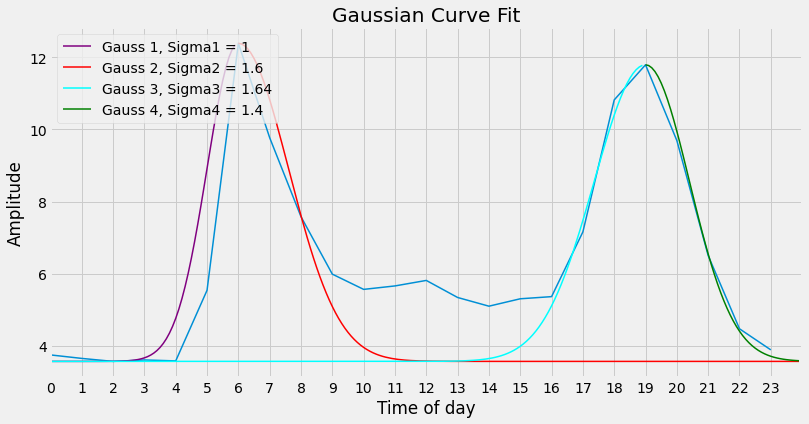 Gaussian Curve Fit
Gauss 1, Sigma1 = 1
Gauss 2, Sigma2 = 1.6
Gauss 3, Sigma3 = 1.64
Gauss 4, Sigma4 = 1.4
Amplitude
12
10
8
6
4
0 1 2 3 4 5 6 7 8 9 10 11 12 13 14 15 16 17 18 19 20 21 22 23
Time of day